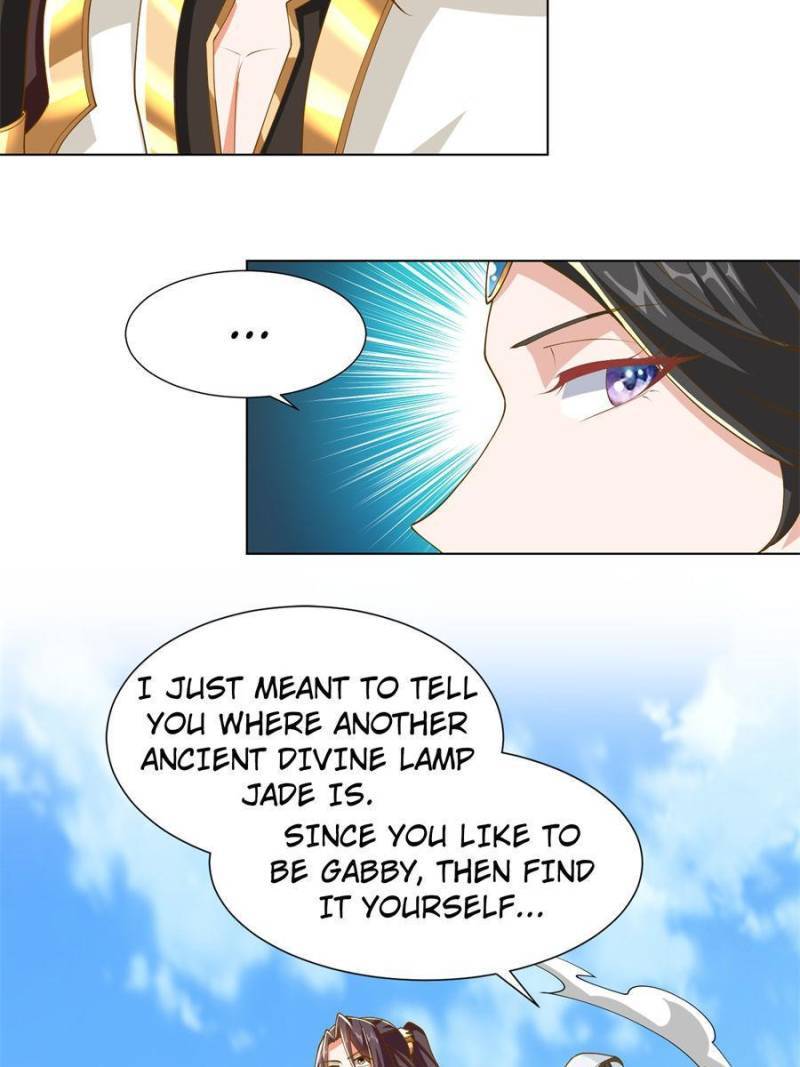 ...
I JUST MEANT TO TELL
YOU WHERE ANOTHER
ANCIENT DIVINE LAMP
JADE IS.
SINCE YOU LIKE TO
BE GABBY, THEN FIND
IT YOURSELF...